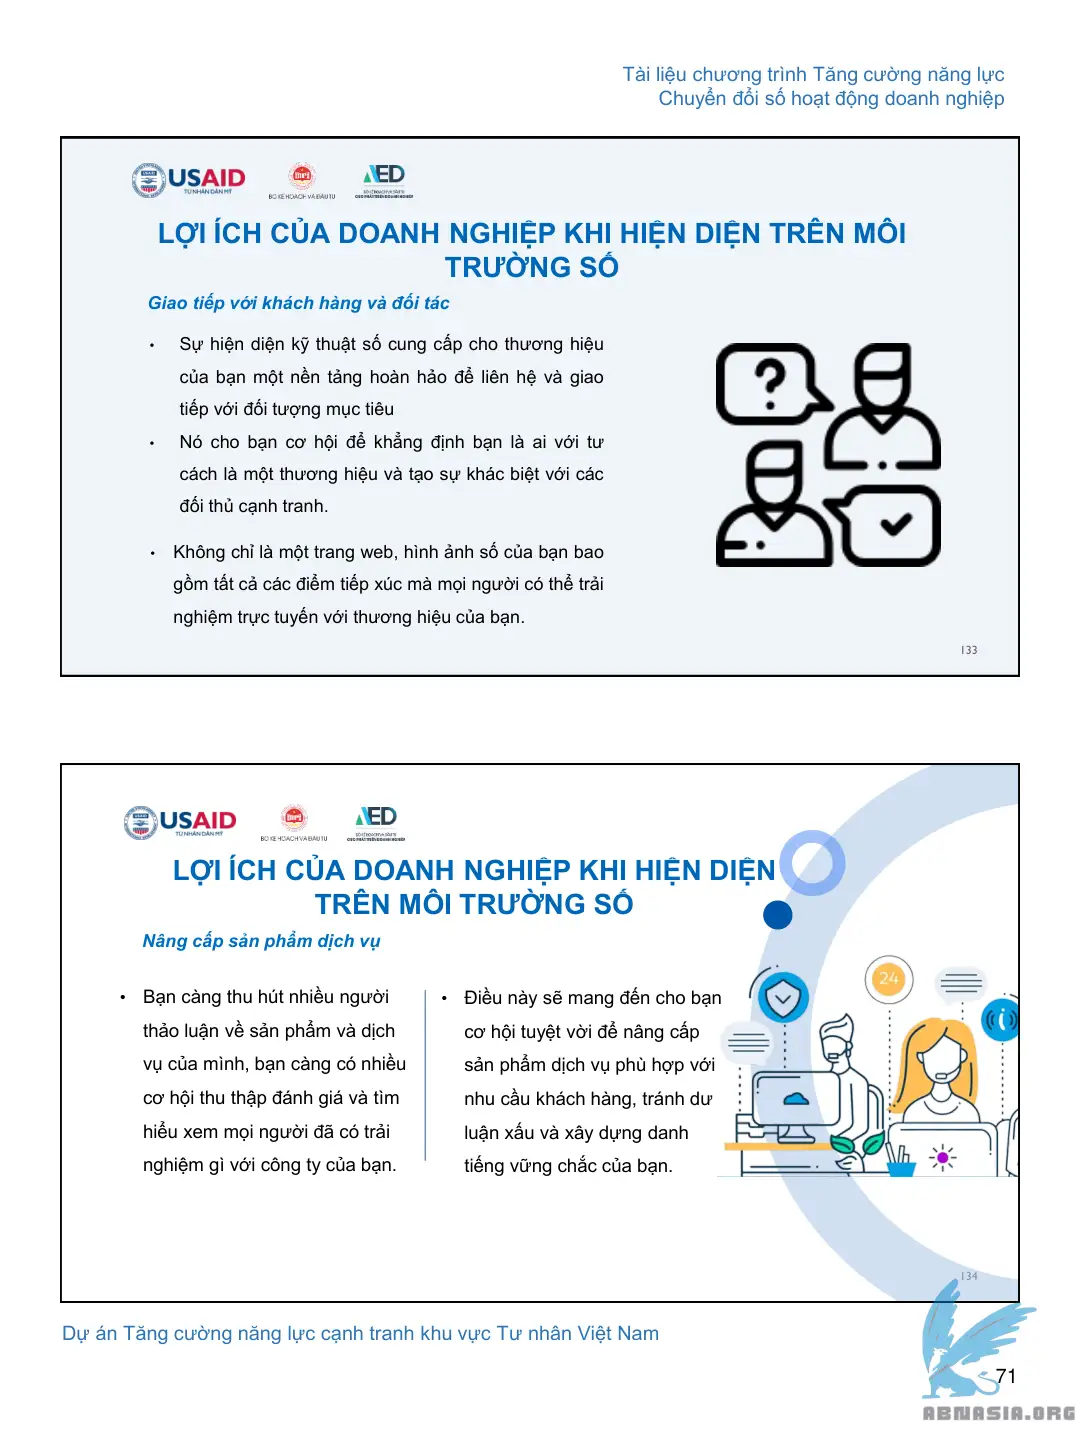 Tài liệu chương trình Tăng cường năng lực
Chuyển đổi số hoạt động doanh nghiệp
USAID
TỪ NHÂN DÂN MỸ
BỘ KẾ HOẠCH VÀ ĐẦU TƯ
AED
LỢI ÍCH CỦA DOANH NGHIỆP KHI HIỆN DIỆN TRÊN MÔI
TRƯỜNG SỐ
Giao tiếp với khách hàng và đối tác
• Sự hiện diện kỹ thuật số cung cấp cho thương hiệu
của bạn một nền tảng hoàn hảo để liên hệ và giao
tiếp với đối tượng mục tiêu
• Nó cho bạn cơ hội để khẳng định bạn là ai với tư
cách là một thương hiệu và tạo sự khác biệt với các
đối thủ cạnh tranh.
• Không chỉ là một trang web, hình ảnh số của bạn bao
gồm tất cả các điểm tiếp xúc mà mọi người có thể trải
nghiệm trực tuyến với thương hiệu của bạn.
133
USAID
TỪ NHÂN DÂN MỸ
BỘ KẾ HOẠCH VÀ ĐẦU TƯ
AED
LỢI ÍCH CỦA DOANH NGHIỆP KHI HIỆN DIỆN
TRÊN MÔI TRƯỜNG SỐ
Nâng cấp sản phẩm dịch vụ
• Bạn càng thu hút nhiều người
thảo luận về sản phẩm và dịch
vụ của mình, bạn càng có nhiều
cơ hội thu thập đánh giá và tìm
hiểu xem mọi người đã có trải
nghiệm gì với công ty của bạn.
• Điều này sẽ mang đến cho bạn
cơ hội tuyệt vời để nâng cấp
sản phẩm dịch vụ phù hợp với
nhu cầu khách hàng, tránh dư
luận xấu và xây dựng danh
tiếng vững chắc của bạn.
24
134
Dự án Tăng cường năng lực cạnh tranh khu vực Tư nhân Việt Nam
71
ABNASIA.ORG